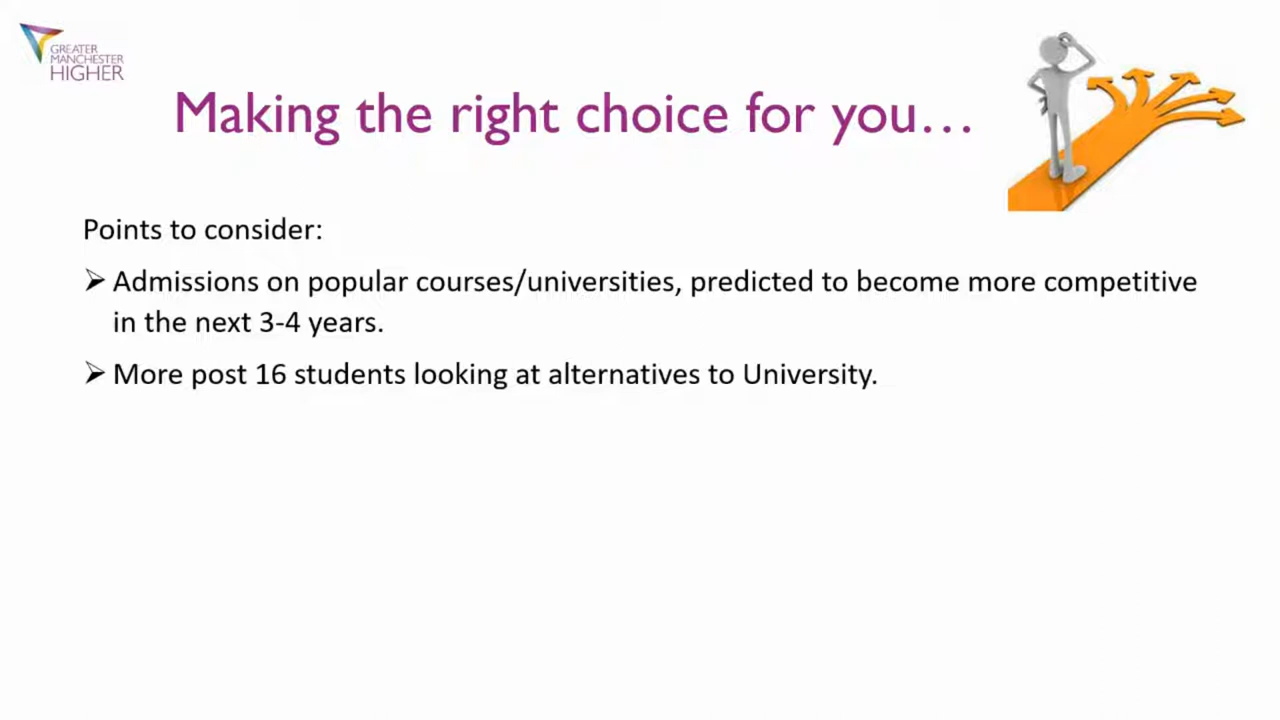 GREATER
MANCHESTER
HIGHER
Making the right choice for you...
Points to consider:
➢ Admissions on popular courses/universities, predicted to become more competitive
in the next 3-4 years.
➢ More post 16 students looking at alternatives to University.